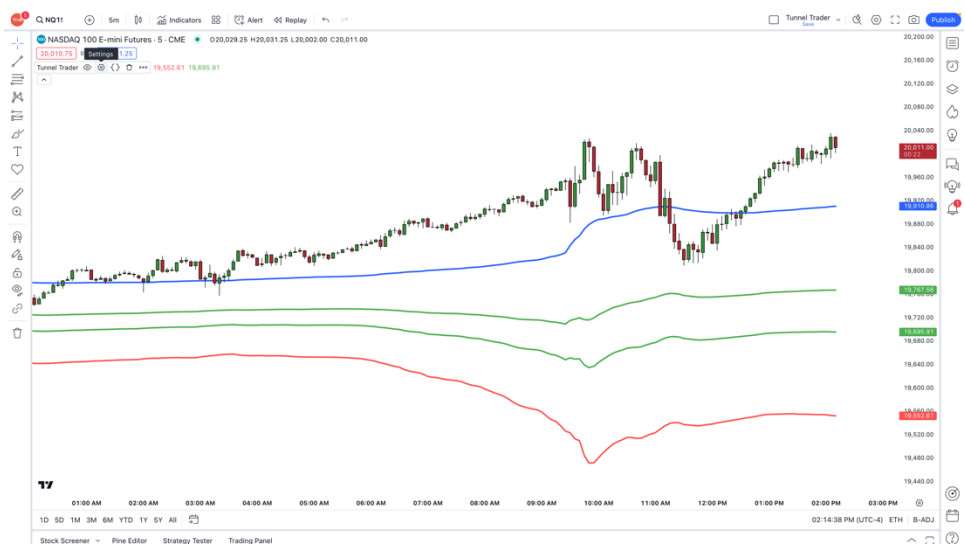 NQ1!
5m
Indicators
Alert
Replay
Tunnel Trader
Save
Publish
NASDAQ 100 E-mini Futures · 5 · CME
O20,029.25 H20,031.25 L20,002.00 C20,011.00
20,010.75
Settings
1.25
Tunnel Trader
19,552.61 19,695.91
20,200.00
20,160.00
20,120.00
20,080.00
20,040.00
20,011.00
00:22
19,960.00
19,910.86
19,880.00
19,840.00
19,800.00
19,767.56
19,720.00
19,695.91
19,680.00
19,640.00
19,600.00
19,552.61
19,520.00
19,480.00
19,440.00
01:00 AM 02:00 AM 03:00 AM 04:00 AM 05:00 AM 06:00 AM 07:00 AM 08:00 AM 09:00 AM 10:00 AM 11:00 AM 12:00 PM 01:00 PM 02:00 PM 03:00 PM
1D 5D 1M 3M 6M YTD 1Y 5Y All
02:14:38 PM (UTC-4) ETH B-ADJ
Stock Screener Pine Editor Strategy Tester Trading Panel